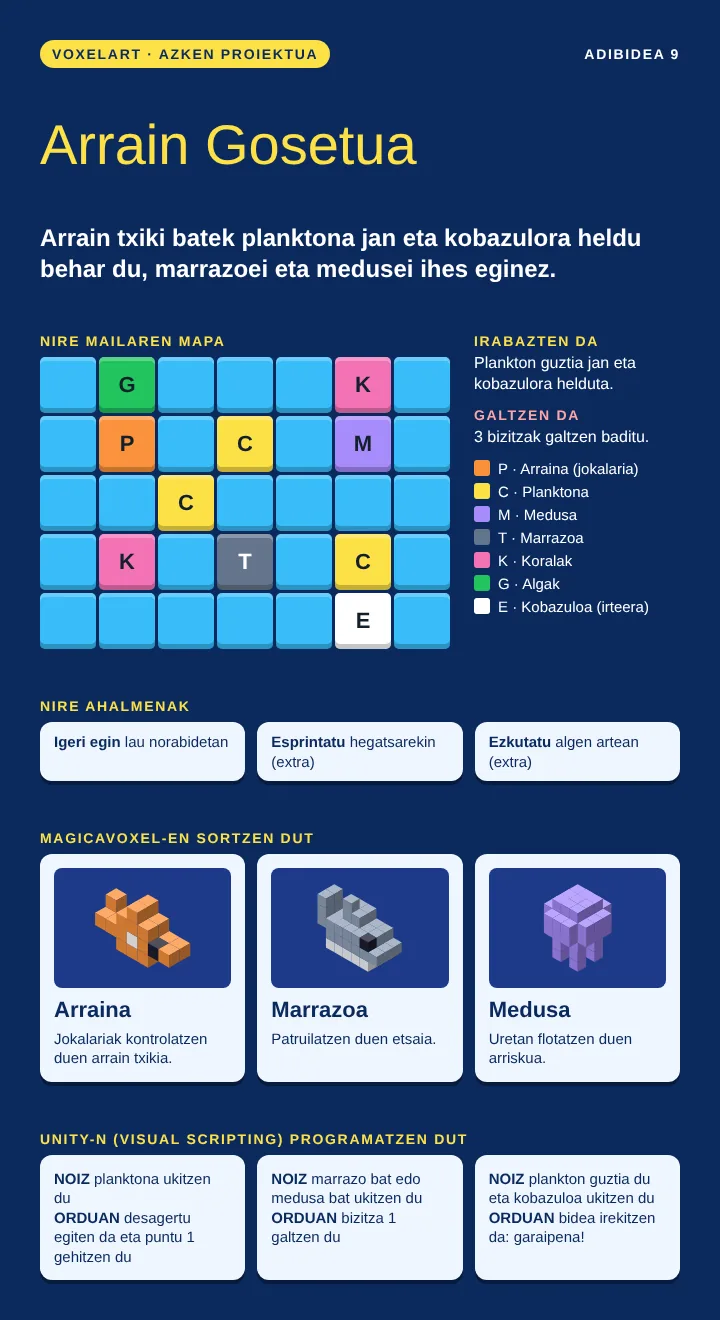 VOXELART · AZKEN PROIEKTUA
ADIBIDEA 9
Arrain Gosetua
Arrain txiki batek planktona jan eta kobazulora heldu
behar du, marrazoei eta medusei ihes eginez.
NIRE MAILAREN MAPA
G K
P C M
C
K T C
E
IRABAZTEN DA
Plankton guztia jan eta
kobazulora helduta.
GALTZEN DA
3 bizitzak galtzen baditu.
P · Arraina (jokalaria)
C · Planktona
M · Medusa
T · Marrazoa
K · Koralak
G · Algak
E · Kobazuloa (irteera)
NIRE AHALMENAK
Igeri egin lau norabidetan
Esprintatu hegatsarekin
(extra)
Ezkutatu algen artean
(extra)
MAGICAVOXEL-EN SORTZEN DUT
Arraina
Jokalariak kontrolatzen
duen arrain txikia.
Marrazoa
Patruilatzen duen etsaia.
Medusa
Uretan flotatzen duen
arriskua.
UNITY-N (VISUAL SCRIPTING) PROGRAMATZEN DUT
NOIZ planktona ukitzen
du
ORDUAN desagertu
egiten da eta puntu 1
gehitzen du
NOIZ marrazo bat edo
medusa bat ukitzen du
ORDUAN bizitza 1
galtzen du
NOIZ plankton guztia du
eta kobazuloa ukitzen du
ORDUAN bidea irekitzen
da: garaipena!